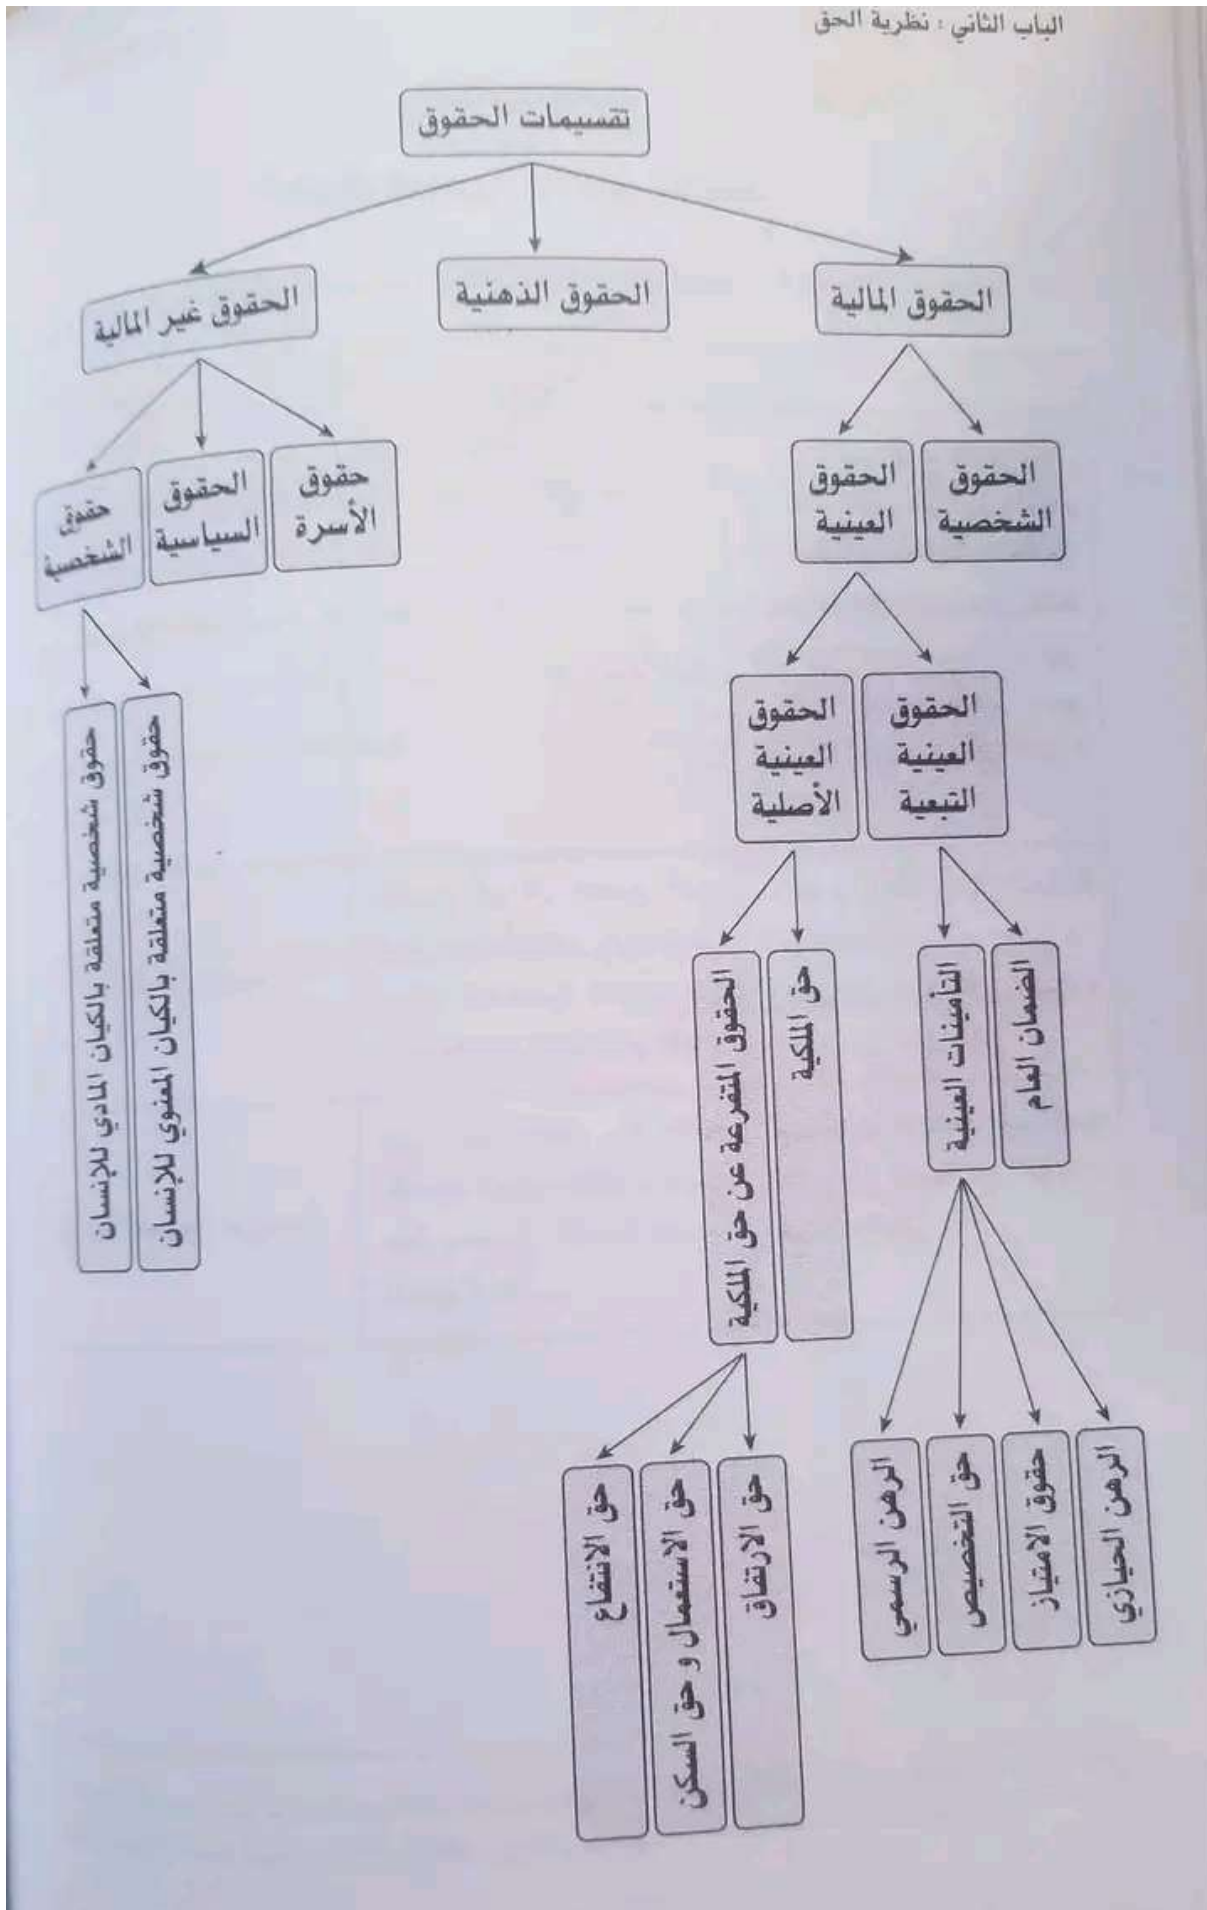 الباب الثاني : نظرية الحق
تقسيمات الحقوق
الحقوق المالية
الحقوق الذهنية
الحقوق غير المالية
الحقوق
الشخصية
الحقوق
العينية
حقوق
الأسرة
الحقوق
السياسية
حقوق
الشخصية
الحقوق
العينية
التبعية
الحقوق
العينية
الأصلية
حقوق شخصية متعلقة بالكيان المعنوي للإنسان
حقوق شخصية متعلقة بالكيان المادي للإنسان
الضمان العام
التأمينات العينية
حق الملكية
الحقوق المتفرعة عن حق الملكية
الرهن الحيازي
حقوق الامتياز
حق التخصيص
الرهن الرسمي
حق الارتفاق
حق الاستعمال و حق السكن
حق الانتفاع